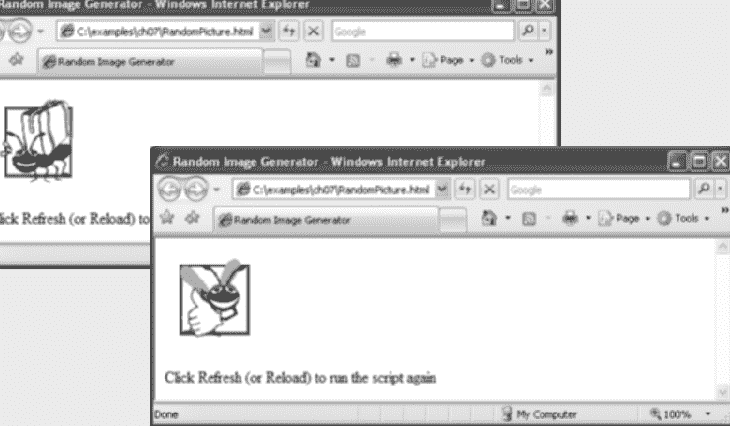 Random Image Generator - Windows Internet Explorer
C:\examples\ch07\RandomPicture.html
Google
Random Image Generator
Page
Tools
lick Refresh (or Reload) to
Random Image Generator - Windows Internet Explorer
C:\examples\ch07\RandomPicture.html
Google
Random Image Generator
Page
Tools
Click Refresh (or Reload) to run the script again
Done
My Computer
100%